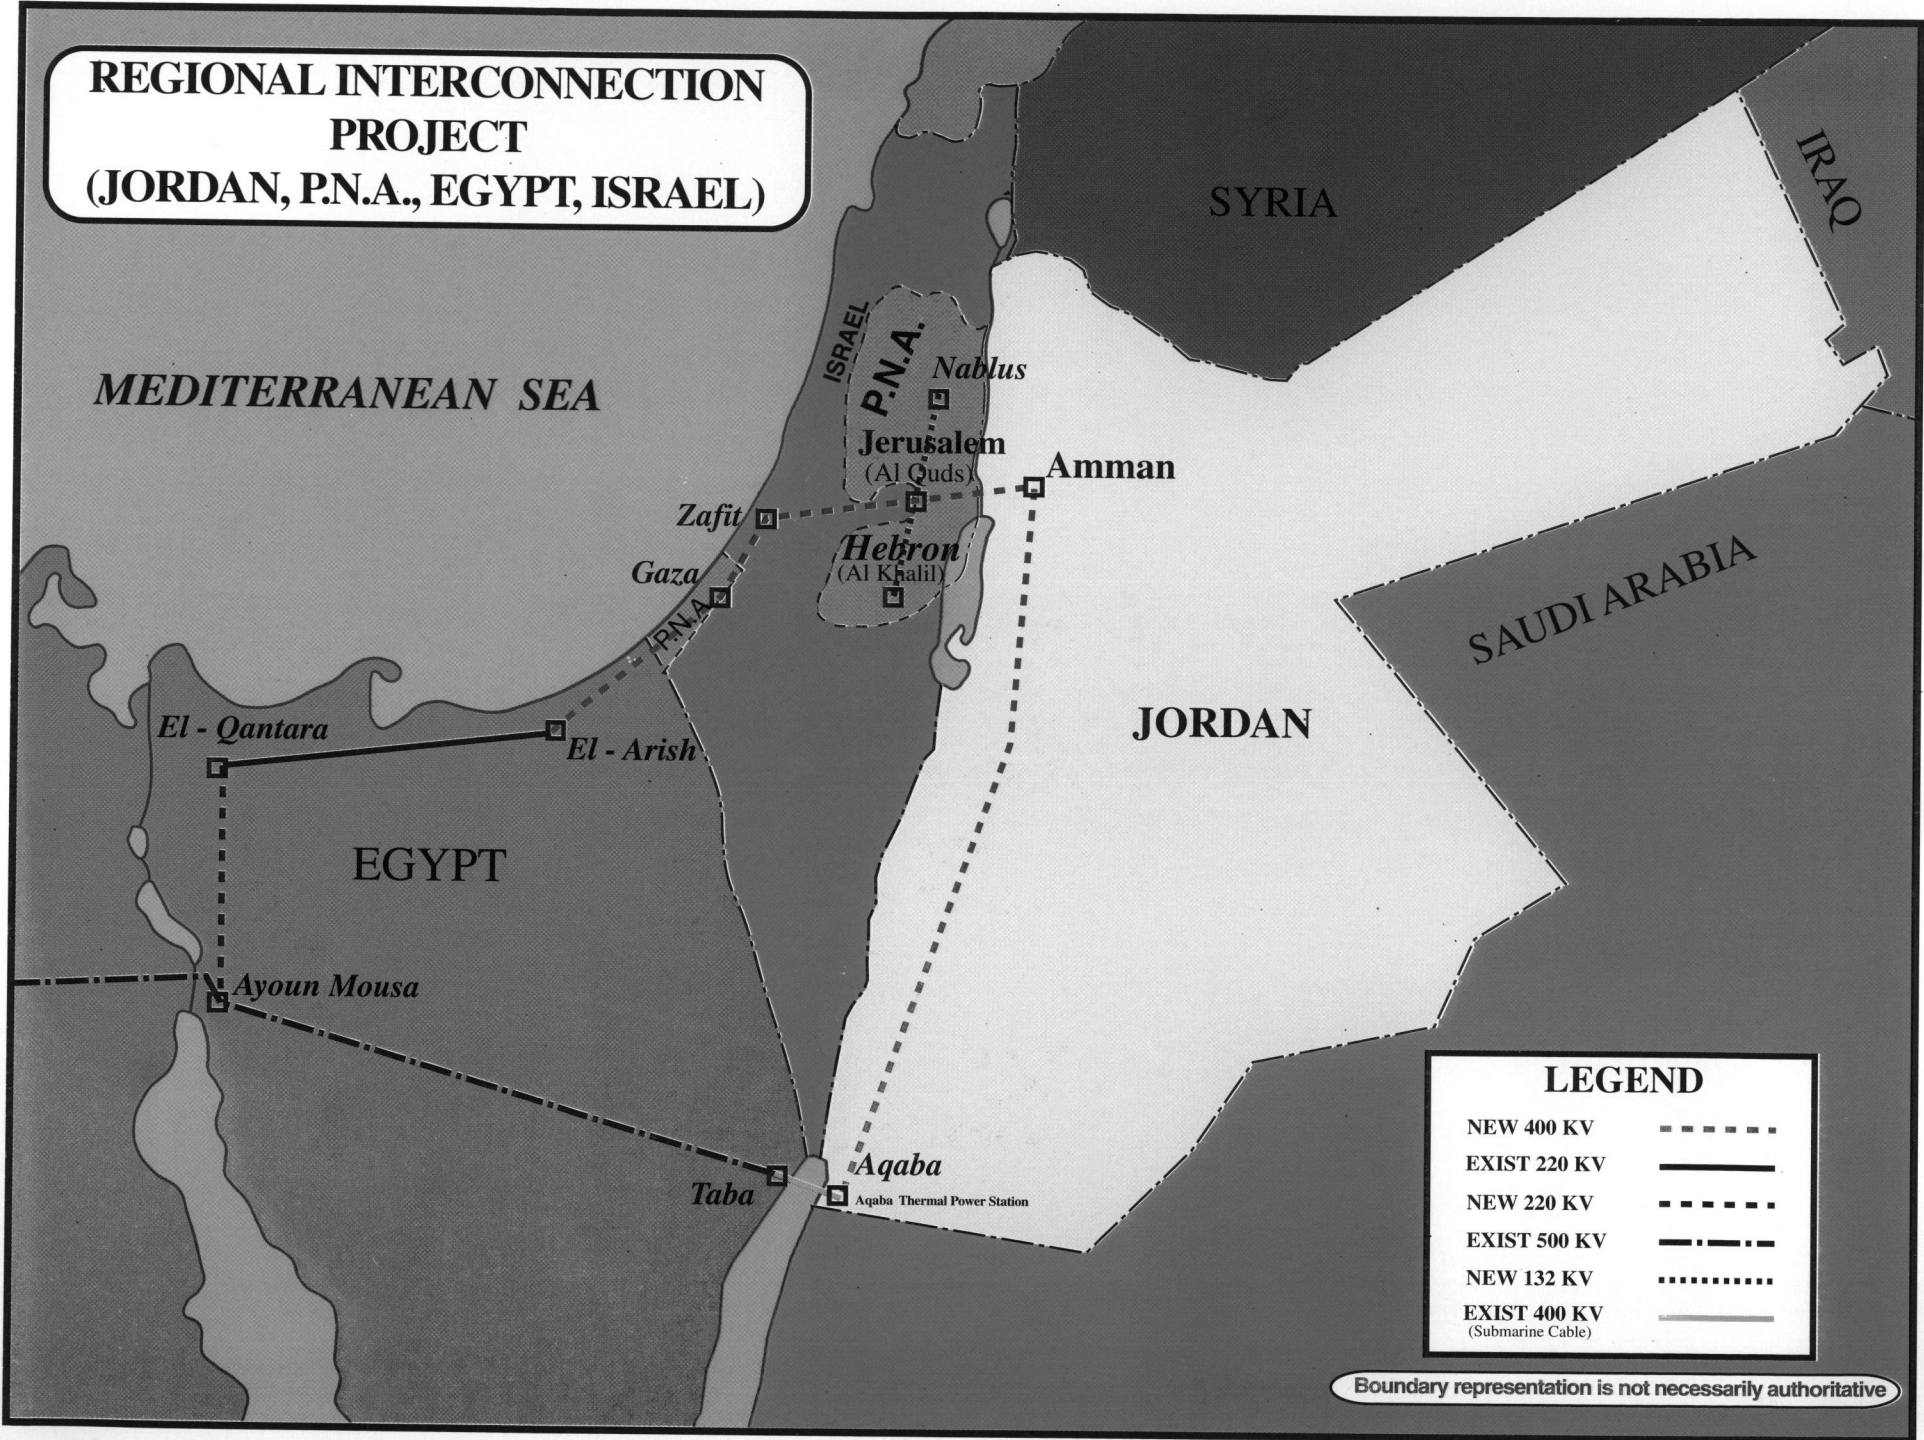 REGIONAL INTERCONNECTION
PROJECT
(JORDAN, P.N.A., EGYPT, ISRAEL)
SYRIA
IRAQ
MEDITERRANEAN SEA
ISRAEL
P.N.A.
Nablus
Jerusalem
(Al Quds)
Amman
Zafit
Hebron
(Al Khalil)
Gaza
P.N.A
SAUDI ARABIA
El - Qantara
El - Arish
JORDAN
EGYPT
Ayoun Mousa
Taba
Aqaba
Aqaba Thermal Power Station
LEGEND
NEW 400 KV
EXIST 220 KV
NEW 220 KV
EXIST 500 KV
NEW 132 KV
EXIST 400 KV
(Submarine Cable)
Boundary representation is not necessarily authoritative